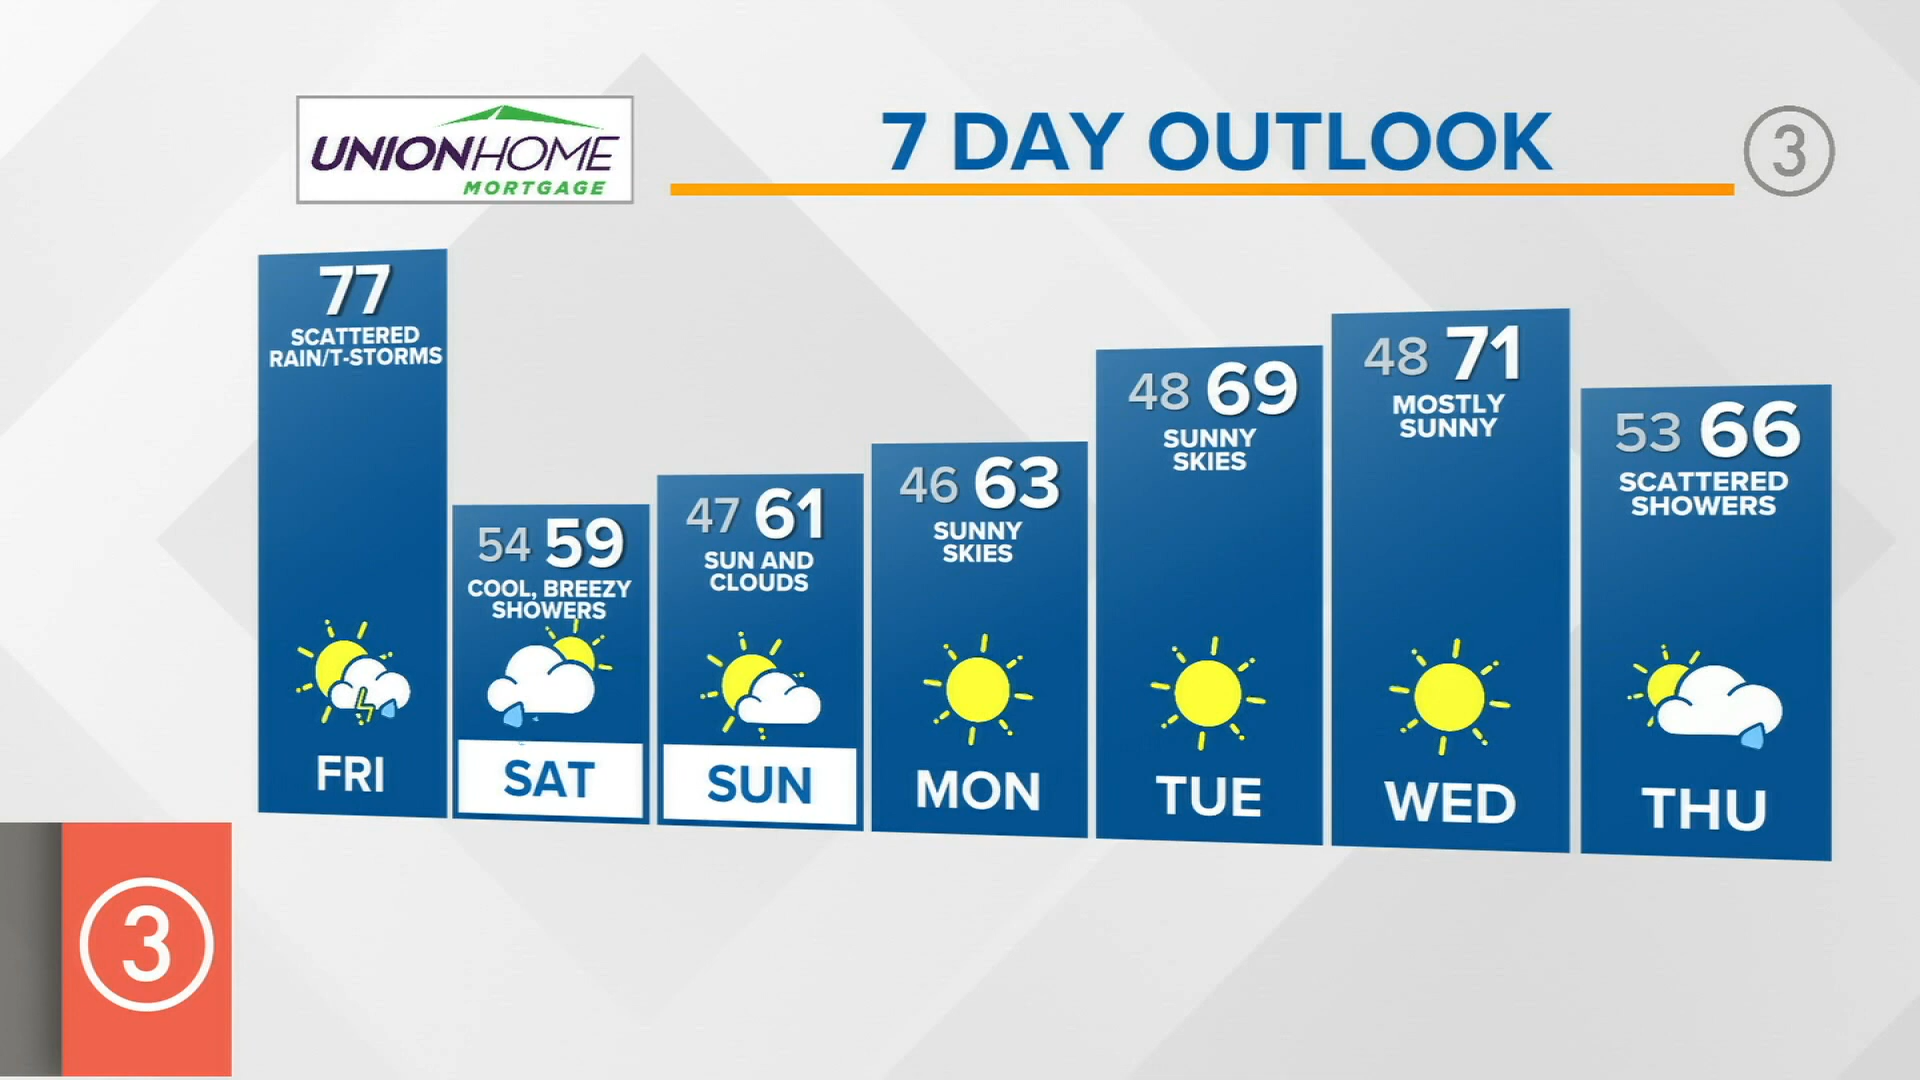 UNIONHOME
MORTGAGE
7 DAY OUTLOOK
3
77
SCATTERED
RAIN/T-STORMS
FRI
54 59
COOL, BREEZY
SHOWERS
SAT
47 61
SUN AND
CLOUDS
SUN
46 63
SUNNY
SKIES
MON
48 69
SUNNY
SKIES
TUE
48 71
MOSTLY
SUNNY
WED
53 66
SCATTERED
SHOWERS
THU
3